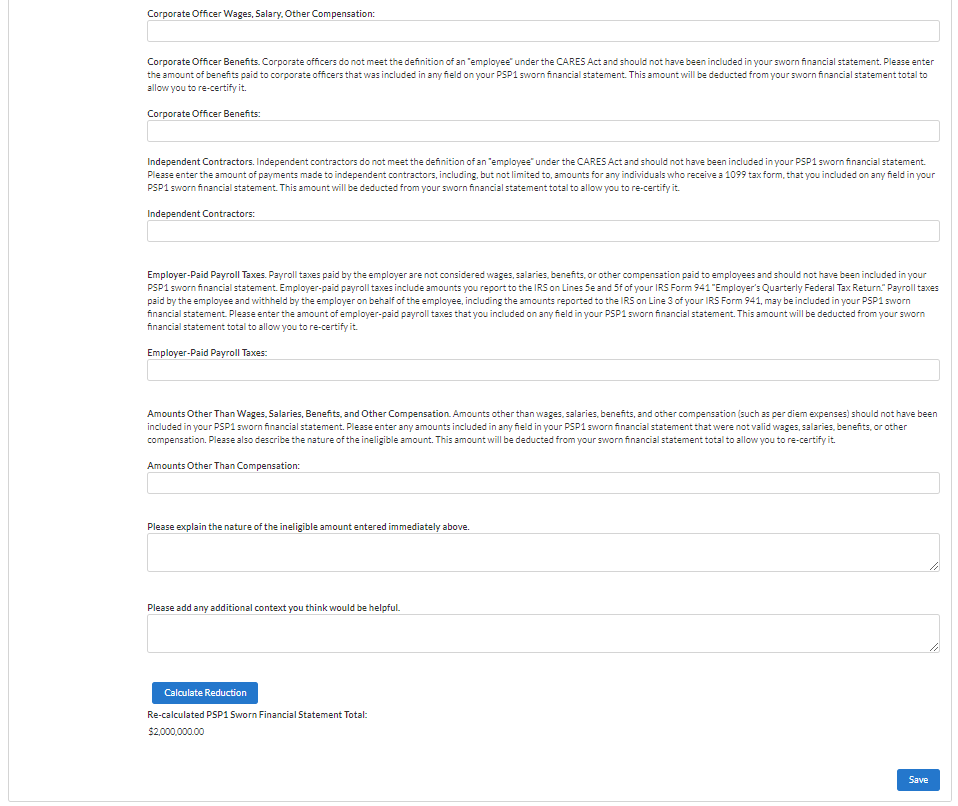 Corporate Officer Wages, Salary, Other Compensation:
Corporate Officer Benefits. Corporate officers do not meet the definition of an "employee" under the CARES Act and should not have been included in your sworn financial statement. Please enter
the amount of benefits paid to corporate officers that was included in any field on your PSP1 sworn financial statement. This amount will be deducted from your sworn financial statement total to
allow you to re-certify it.
Corporate Officer Benefits:
Independent Contractors. Independent contractors do not meet the definition of an "employee" under the CARES Act and should not have been included in your PSP1 sworn financial statement.
Please enter the amount of payments made to independent contractors, including, but not limited to, amounts for any individuals who receive a 1099 tax form, that you included on any field in your
PSP1 sworn financial statement. This amount will be deducted from your sworn financial statement total to allow you to re-certify it.
Independent Contractors:
Employer-Paid Payroll Taxes. Payroll taxes paid by the employer are not considered wages, salaries, benefits, or other compensation paid to employees and should not have been included in your
PSP1 sworn financial statement. Employer-paid payroll taxes include amounts you report to the IRS on Lines 5e and 5f of your IRS Form 941 "Employer's Quarterly Federal Tax Return." Payroll taxes
paid by the employee and withheld by the employer on behalf of the employee, including the amounts reported to the IRS on Line 3 of your IRS Form 941, may be included in your PSP1 sworn
financial statement. Please enter the amount of employer-paid payroll taxes that you included on any field in your PSP1 sworn financial statement. This amount will be deducted from your sworn
financial statement total to allow you to re-certify it.
Employer-Paid Payroll Taxes:
Amounts Other Than Wages, Salaries, Benefits, and Other Compensation. Amounts other than wages, salaries, benefits, and other compensation (such as per diem expenses) should not have been
included in your PSP1 sworn financial statement. Please enter any amounts included in any field in your PSP1 sworn financial statement that were not valid wages, salaries, benefits, or other
compensation. Please also describe the nature of the ineligible amount. This amount will be deducted from your sworn financial statement total to allow you to re-certify it.
Amounts Other Than Compensation:
Please explain the nature of the ineligible amount entered immediately above.
Please add any additional context you think would be helpful.
Calculate Reduction
Re-calculated PSP1 Sworn Financial Statement Total:
$2,000,000.00
Save